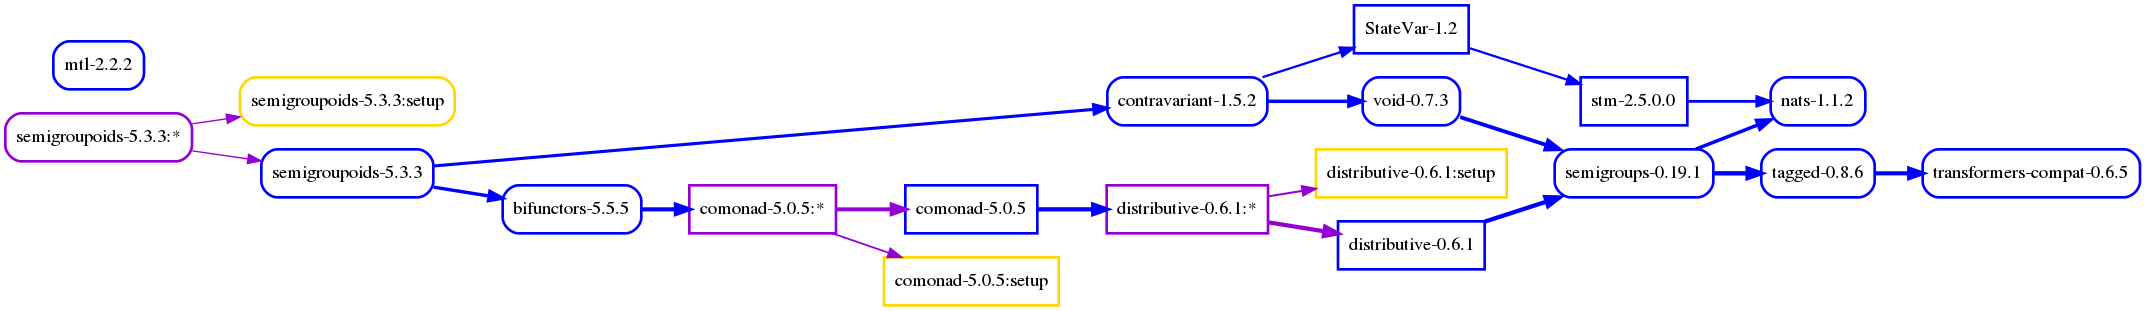 StateVar-1.2
mtl-2.2.2
semigroupoids-5.3.3:setup
contravariant-1.5.2
void-0.7.3
stm-2.5.0.0
nats-1.1.2
semigroupoids-5.3.3:*
semigroupoids-5.3.3
distributive-0.6.1:setup
semigroups-0.19.1
tagged-0.8.6
transformers-compat-0.6.5
bifunctors-5.5.5
comonad-5.0.5:*
comonad-5.0.5
distributive-0.6.1:*
distributive-0.6.1
comonad-5.0.5:setup